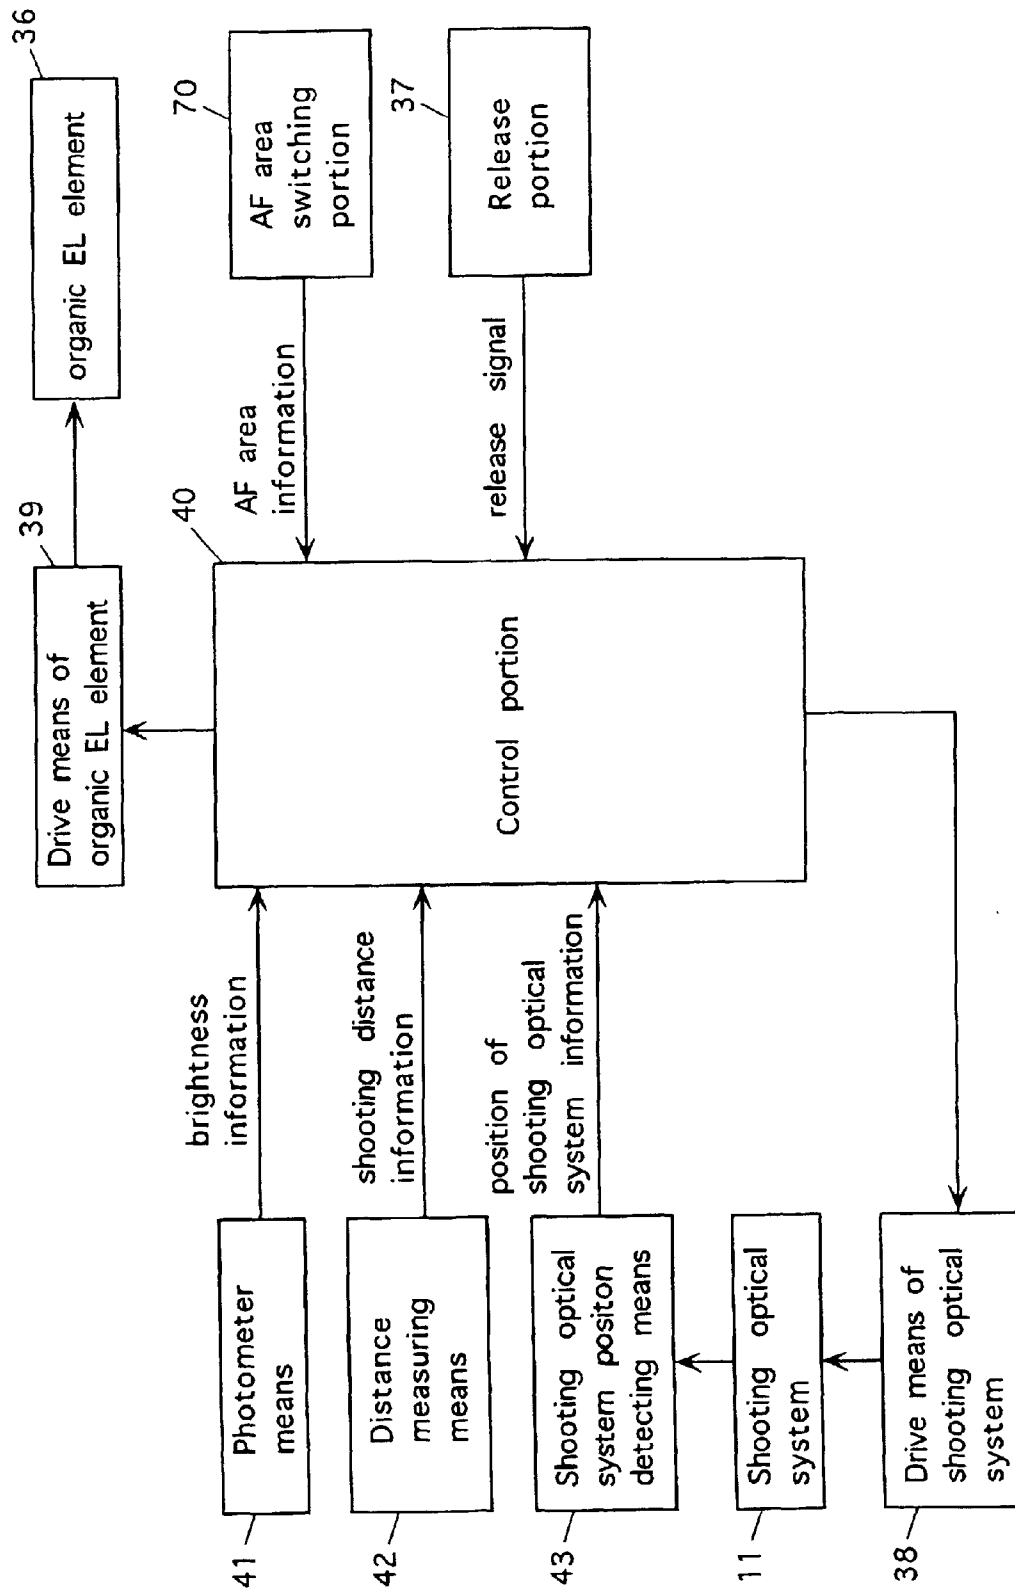 36
organic EL element
39
Drive means of
organic EL element
70
AF area
switching
portion
AF area
information
37
Release
portion
release signal
40
Control portion
brightness
information
41
Photometer
means
shooting distance
information
42
Distance
measuring
means
position of
shooting optical
system information
43
Shooting optical
system positon
detecting means
11
Shooting optical
system
38
Drive means of
shooting optical
system